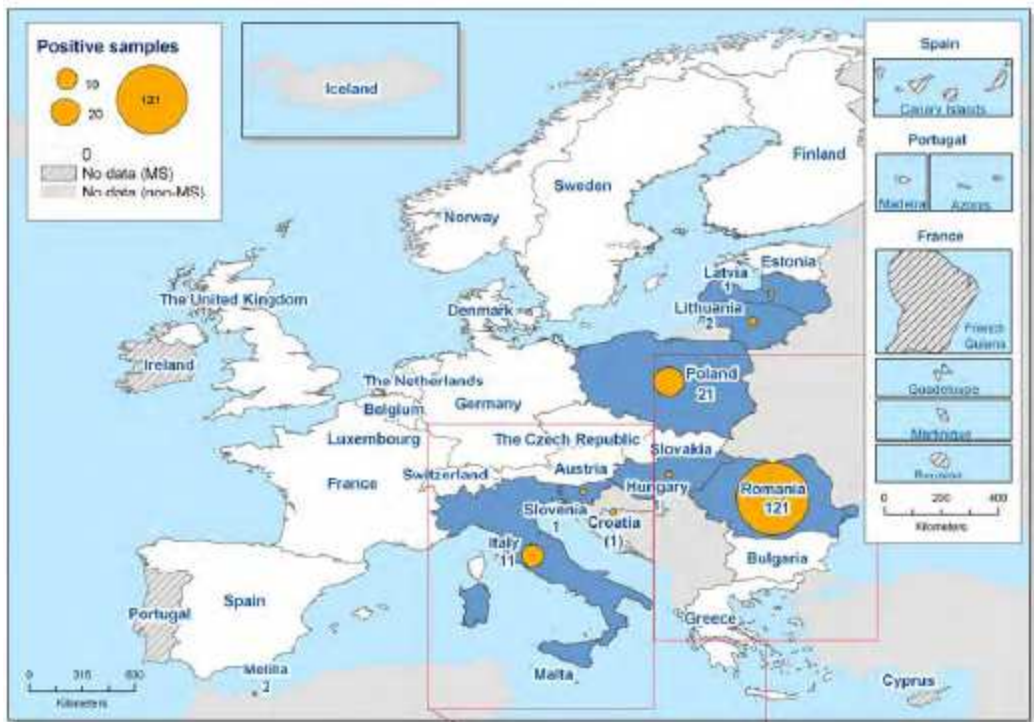 Positive samples
10
20
121
0
No data (MS)
No data (non-MS)
Iceland
Spain
Canary Islands
Portugal
Madeira
Azores
France
French
Guiana
Guadeloupe
Martinique
0 200 400
Kilometers
Finland
Sweden
Norway
Estonia
Latvia
1
Lithuania
2
The United Kingdom
Denmark
Ireland
Poland
21
The Netherlands
Belgium
Germany
Luxembourg
The Czech Republic
Slovakia
Switzerland
Austria
France
Hungary
Romania
121
Slovenia
1
Croatia
(1)
Italy
11
Bulgaria
Portugal
Spain
Greece
Melilla
2
Malta
Cyprus
0 315 630
Kilometers